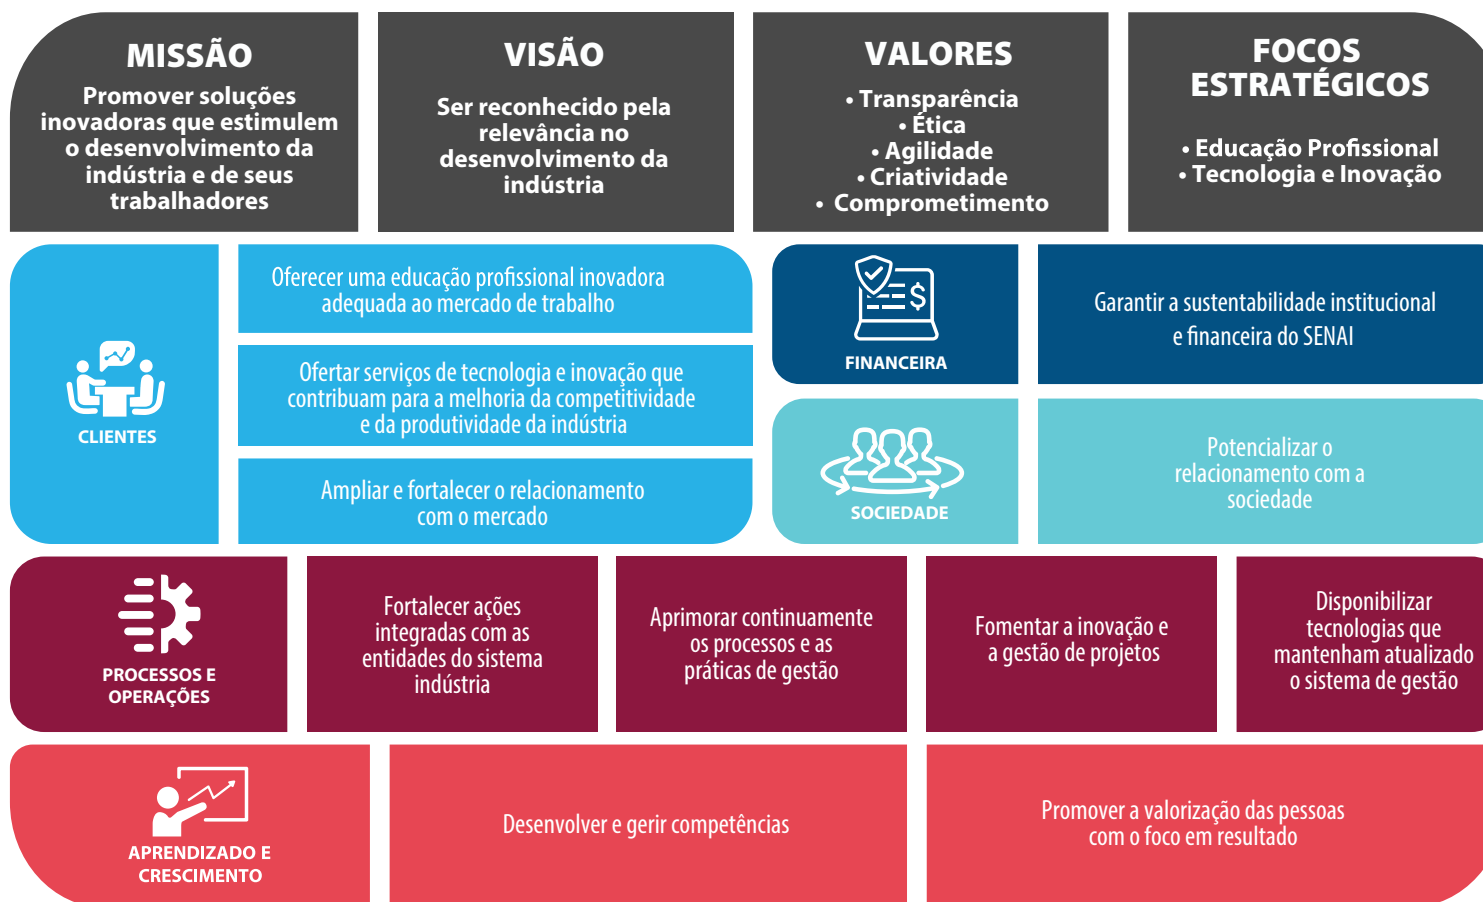 MISSÃO
Promover soluções
inovadoras que estimulem
o desenvolvimento da
indústria e de seus
trabalhadores
VISÃO
Ser reconhecido pela
relevância no
desenvolvimento da
indústria
VALORES
• Transparência
• Ética
• Agilidade
• Criatividade
• Comprometimento
FOCOS
ESTRATÉGICOS
• Educação Profissional
• Tecnologia e Inovação
CLIENTES
Oferecer uma educação profissional inovadora
adequada ao mercado de trabalho
Ofertar serviços de tecnologia e inovação que
contribuam para a melhoria da competitividade
e da produtividade da indústria
Ampliar e fortalecer o relacionamento
com o mercado
$
FINANCEIRA
Garantir a sustentabilidade institucional
e financeira do SENAI
SOCIEDADE
Potencializar o
relacionamento com a
sociedade
PROCESSOS E
OPERAÇÕES
Fortalecer ações
integradas com as
entidades do sistema
indústria
Aprimorar continuamente
os processos e as
práticas de gestão
Fomentar a inovação e
a gestão de projetos
Disponibilizar
tecnologias que
mantenham atualizado
o sistema de gestão
APRENDIZADO E
CRESCIMENTO
Desenvolver e gerir competências
Promover a valorização das pessoas
com o foco em resultado